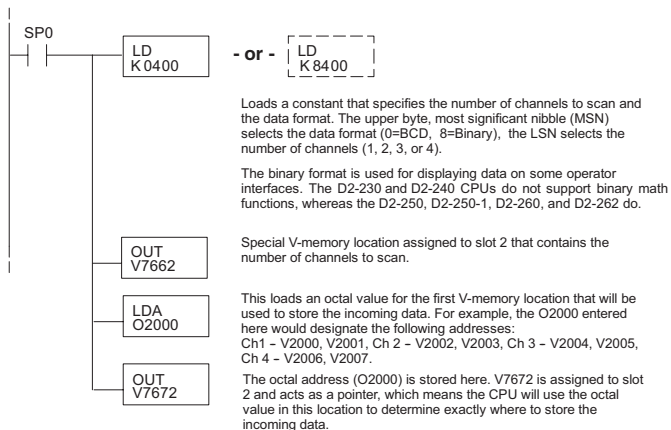 SP0
LD
K 0400
- or -
LD
K 8400
Loads a constant that specifies the number of channels to scan and
the data format. The upper byte, most significant nibble (MSN)
selects the data format (0=BCD, 8=Binary), the LSN selects the
number of channels (1, 2, 3, or 4).
The binary format is used for displaying data on some operator
interfaces. The D2-230 and D2-240 CPUs do not support binary math
functions, whereas the D2-250, D2-250-1, D2-260, and D2-262 do.
OUT
V7662
Special V-memory location assigned to slot 2 that contains the
number of channels to scan.
LDA
O2000
This loads an octal value for the first V-memory location that will be
used to store the incoming data. For example, the O2000 entered
here would designate the following addresses:
Ch1 – V2000, V2001, Ch 2 – V2002, V2003, Ch 3 – V2004, V2005,
Ch 4 – V2006, V2007.
OUT
V7672
The octal address (O2000) is stored here. V7672 is assigned to slot
2 and acts as a pointer, which means the CPU will use the octal
value in this location to determine exactly where to store the
incoming data.